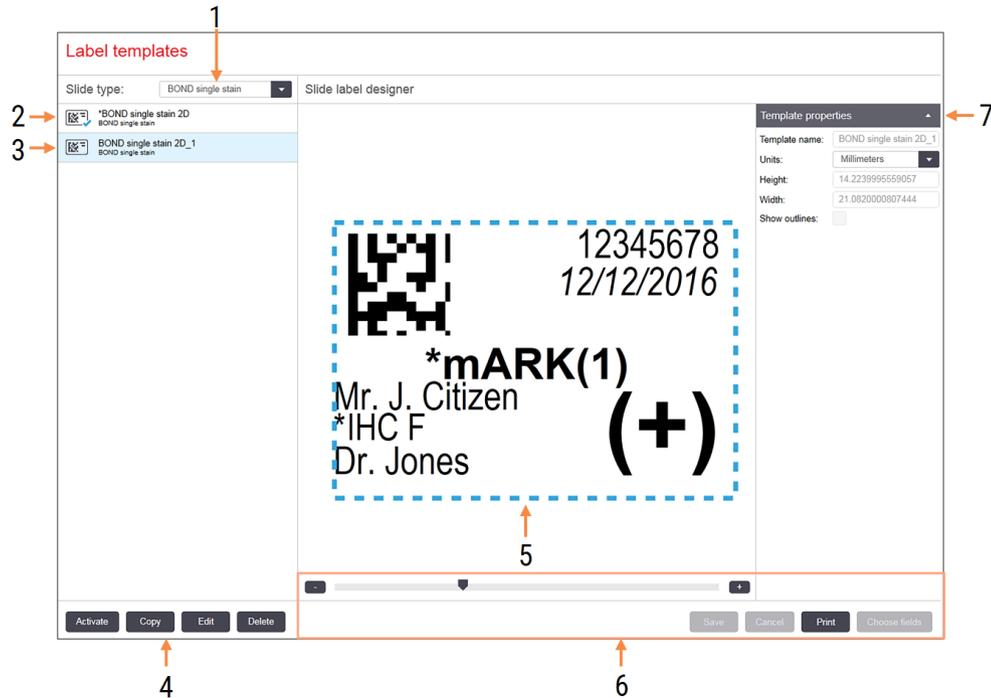 1
Label templates
Slide type: BOND single stain
Slide label designer
2
*BOND single stain 2D
BOND single stain
3
BOND single stain 2D_1
BOND single stain
Template properties
7
Template name: BOND single stain 2D_1
Units: Millimeters
Height: 14.2239995559057
Width: 21.0820000807444
Show outlines:
12345678
12/12/2016
*mARK(1)
Mr. J. Citizen
*IHC F
Dr. Jones
(+)
5
- +
Activate Copy Edit Delete
Save Cancel Print Choose fields
4
6